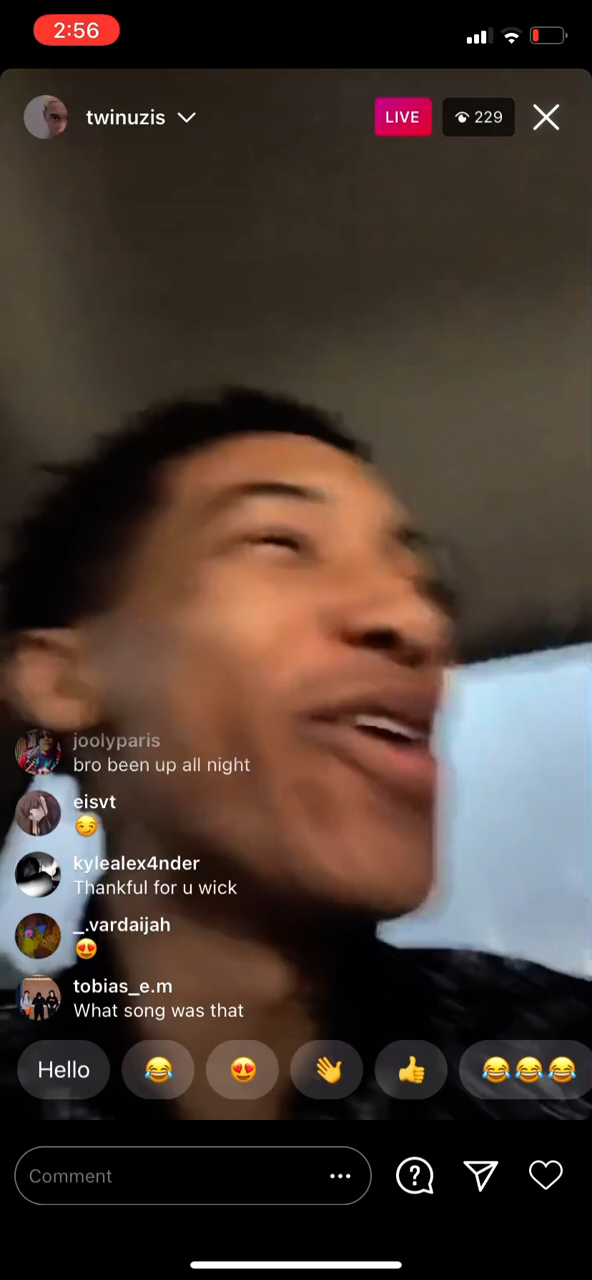 2:56
twinuzis
LIVE
229
joolyparis
bro been up all night
eisvt
😏
kylealex4nder
Thankful for u wick
_.vardaijah
😍
tobias_e.m
What song was that
Hello 😂 😍 👋 👍 😂😂😂
Comment